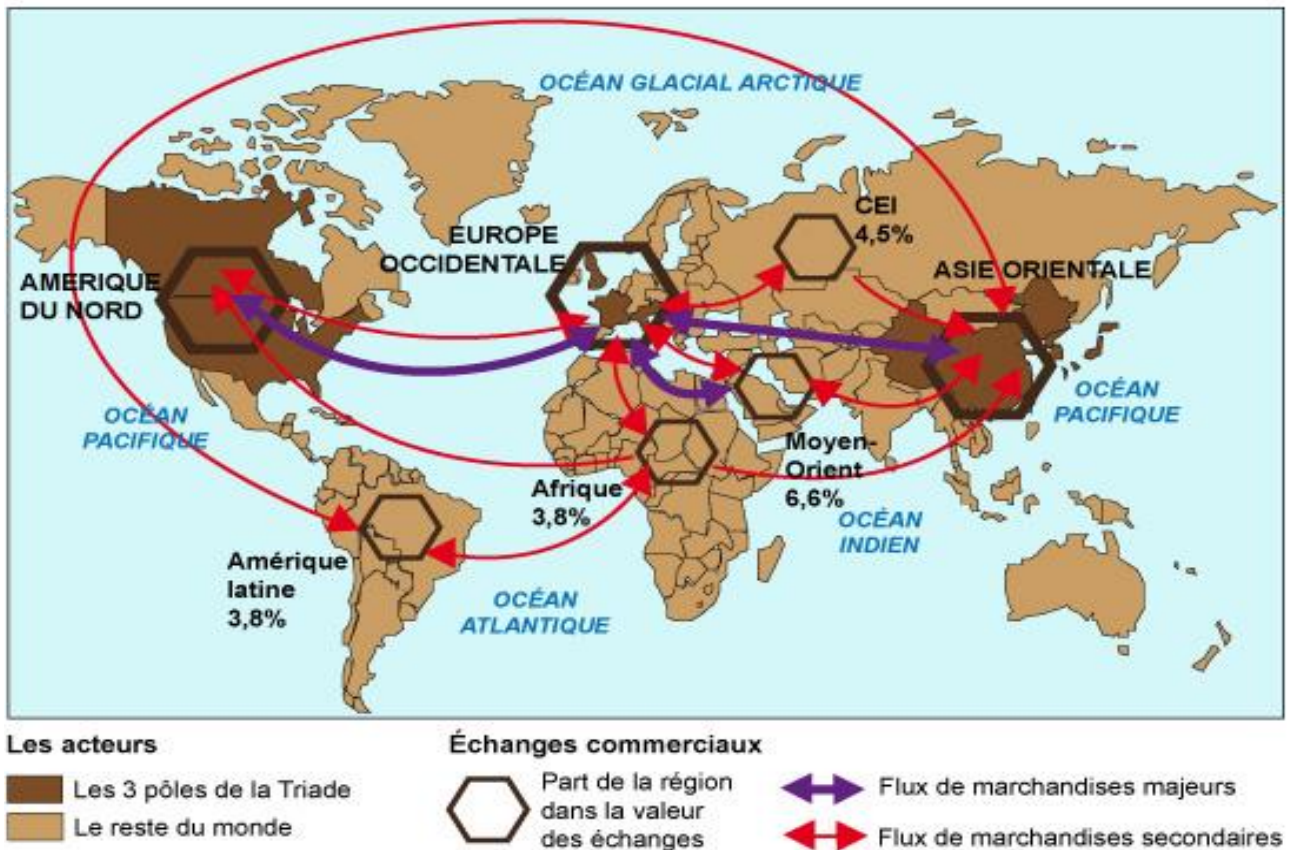 OCÉAN GLACIAL ARCTIQUE
CEI
4,5%
EUROPE
OCCIDENTALE
ASIE ORIENTALE
AMERIQUE
DU NORD
OCÉAN
PACIFIQUE
OCÉAN
PACIFIQUE
Moyen-
Orient
6,6%
Afrique
3,8%
OCÉAN
INDIEN
Amérique
latine
3,8%
OCÉAN
ATLANTIQUE
Les acteurs
Les 3 pôles de la Triade
Le reste du monde
Échanges commerciaux
Part de la région
dans la valeur
des échanges
Flux de marchandises majeurs
Flux de marchandises secondaires